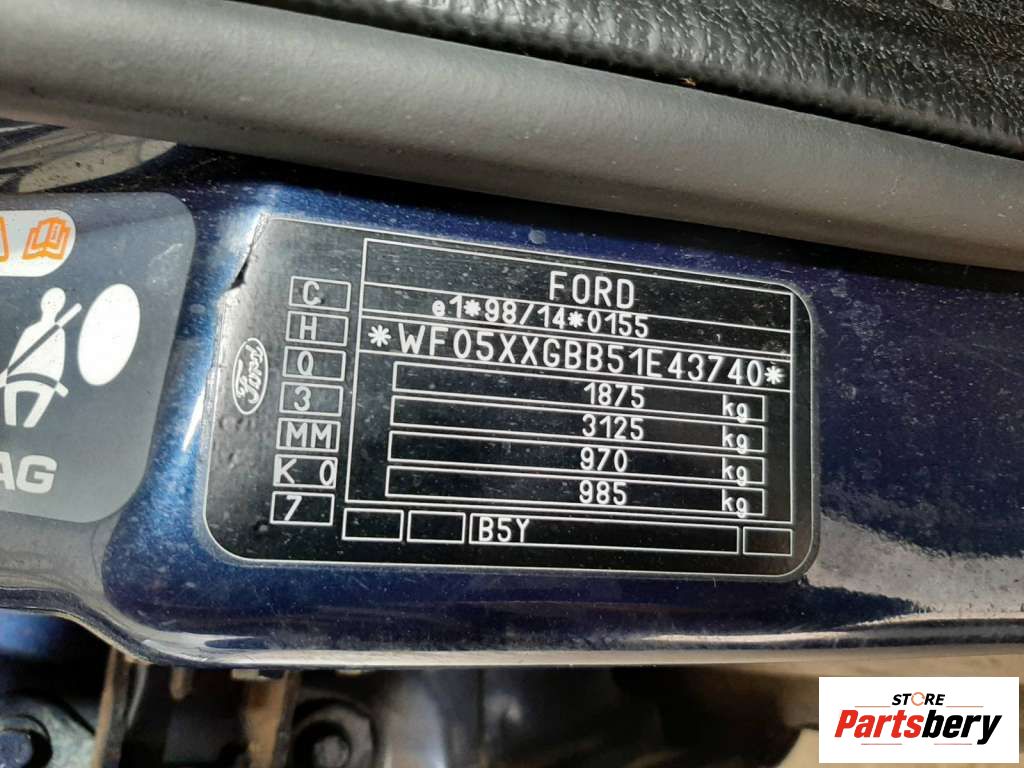 FORD
e1*98/14*0155
*WF05XXGBB51E43740*
1875 kg
3125 kg
970 kg
985 kg
C
H
Q
3
MM
K 0
7
B5Y
Ford
AG
STORE
Partsbery